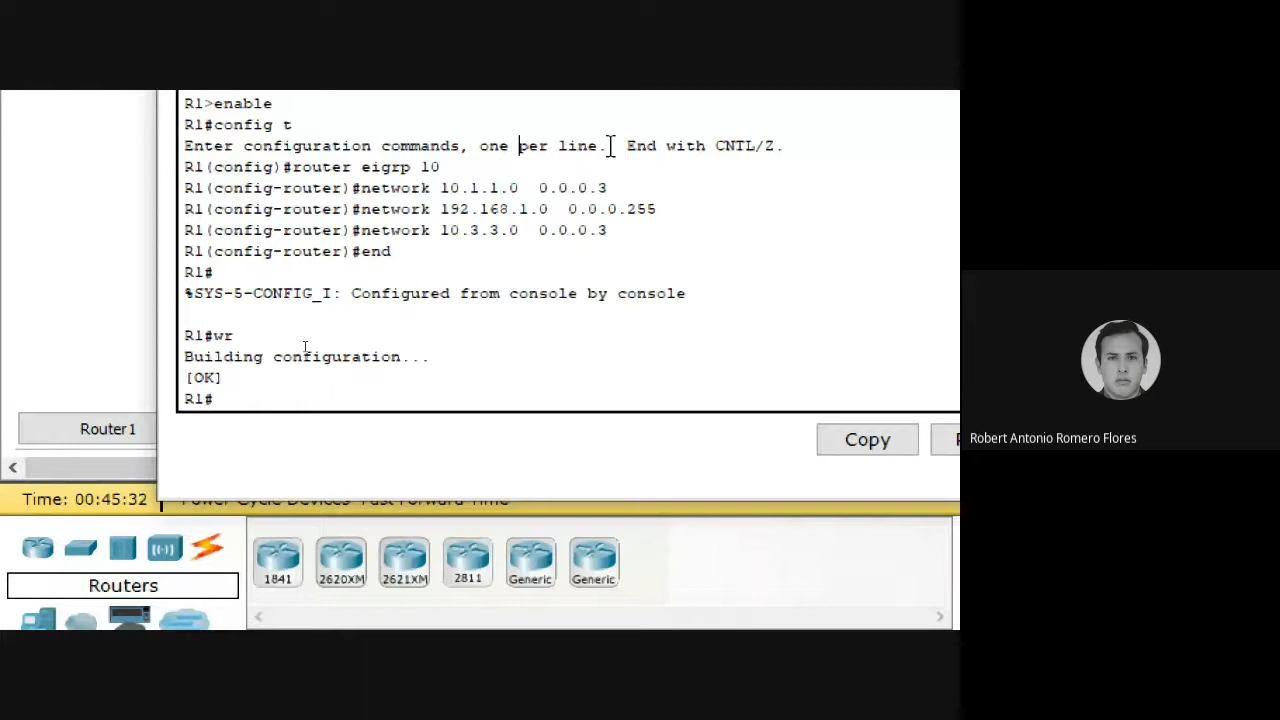 R1>enable
R1#config t
Enter configuration commands, one per line. End with CNTL/Z.
R1(config)#router eigrp 10
R1(config-router)#network 10.1.1.0  0.0.0.3
R1(config-router)#network 192.168.1.0  0.0.0.255
R1(config-router)#network 10.3.3.0  0.0.0.3
R1(config-router)#end
R1#
%SYS-5-CONFIG_I: Configured from console by console
R1#wr
Building configuration...
[OK]
R1#
Router1
Copy
Time: 00:45:32
Power Cycle Devices Fast Forward Time
Routers
1841
2620XM
2621XM
2811
Generic
Generic
Robert Antonio Romero Flores